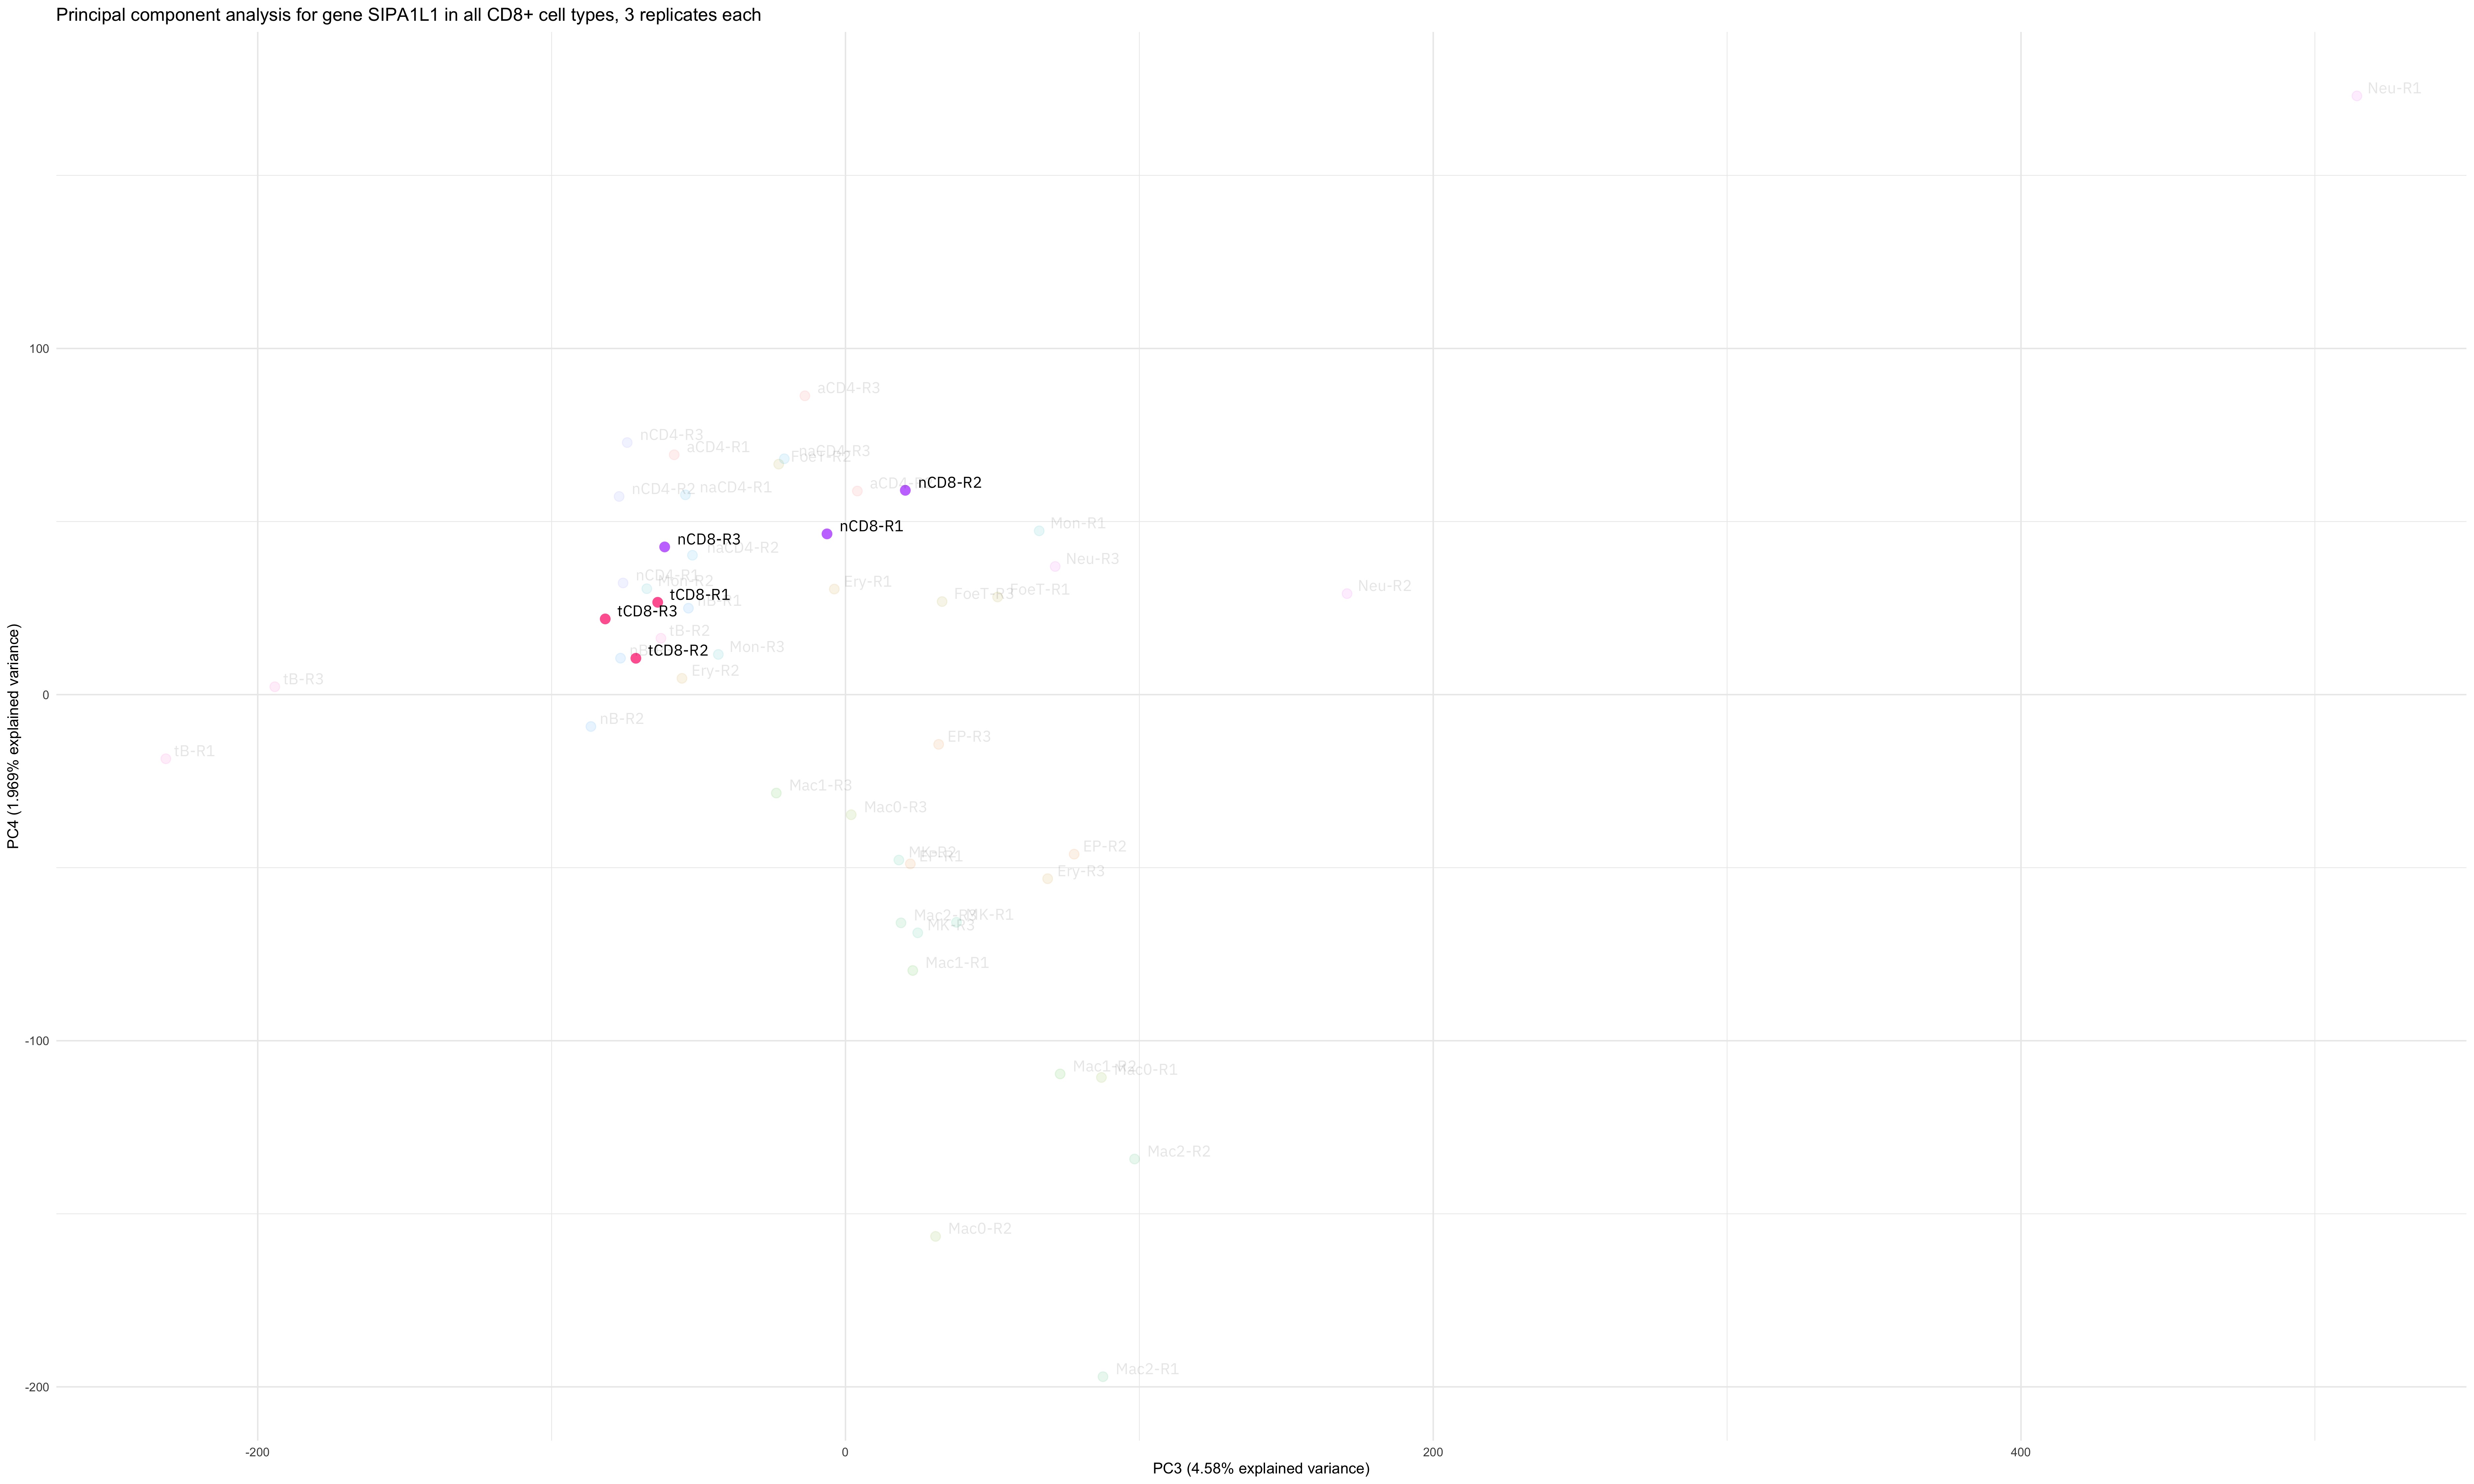 Principal component analysis for gene SIPA1L1 in all CD8+ cell types, 3 replicates each
Neu-R1
100
aCD4-R3
nCD4-R3
aCD4-R1
naCD4-R3
FoeT-R2
nCD4-R2
naCD4-R1
nCD8-R2
nCD8-R1
Mon-R1
nCD8-R3
naCD4-R2
Neu-R3
nCD4-R1
Mon-R2
Ery-R1
Neu-R2
FoeT-R3
FoeT-R1
tCD8-R1
nB-R1
tCD8-R3
tB-R2
tCD8-R2
Mon-R3
Ery-R2
0
tB-R3
nB-R2
tB-R1
EP-R3
Mac1-R3
Mac0-R3
MK-R2
EP-R1
EP-R2
Ery-R3
Mac2-R3
MK-R1
MK-R3
Mac1-R1
-100
Mac1-R2
Mac0-R1
Mac2-R2
Mac0-R2
Mac2-R1
-200
PC4 (1.969% explained variance)
-200
0
200
400
PC3 (4.58% explained variance)